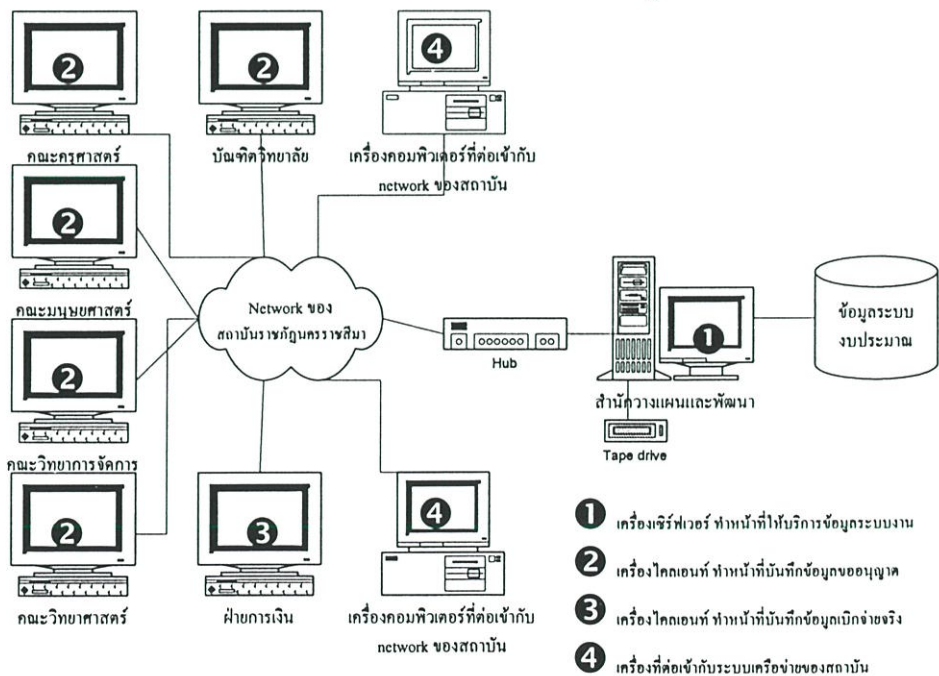 2
2
4
คณะครุศาสตร์
บัณฑิตวิทยาลัย
เครื่องคอมพิวเตอร์ที่ต่อเข้ากับ
network ของสถาบัน
2
คณะมนุษยศาสตร์
Network ของ
สถาบันราชภัฏนครราชสีมา
Hub
1
สำนักวางแผนและพัฒนา
ข้อมูลระบบ
งบประมาณ
Tape drive
2
คณะวิทยาการจัดการ
2
3
4
คณะวิทยาศาสตร์
ฝ่ายการเงิน
เครื่องคอมพิวเตอร์ที่ต่อเข้ากับ
network ของสถาบัน
1 เครื่องเซิร์ฟเวอร์ ทำหน้าที่ให้บริการข้อมูลระบบงาน
2 เครื่องไคลเอนท์ ทำหน้าที่บันทึกข้อมูลขออนุญาต
3 เครื่องไคลเอนท์ ทำหน้าที่บันทึกข้อมูลเบิกจ่ายจริง
4 เครื่องที่ต่อเข้ากับระบบเครือข่ายของสถาบัน